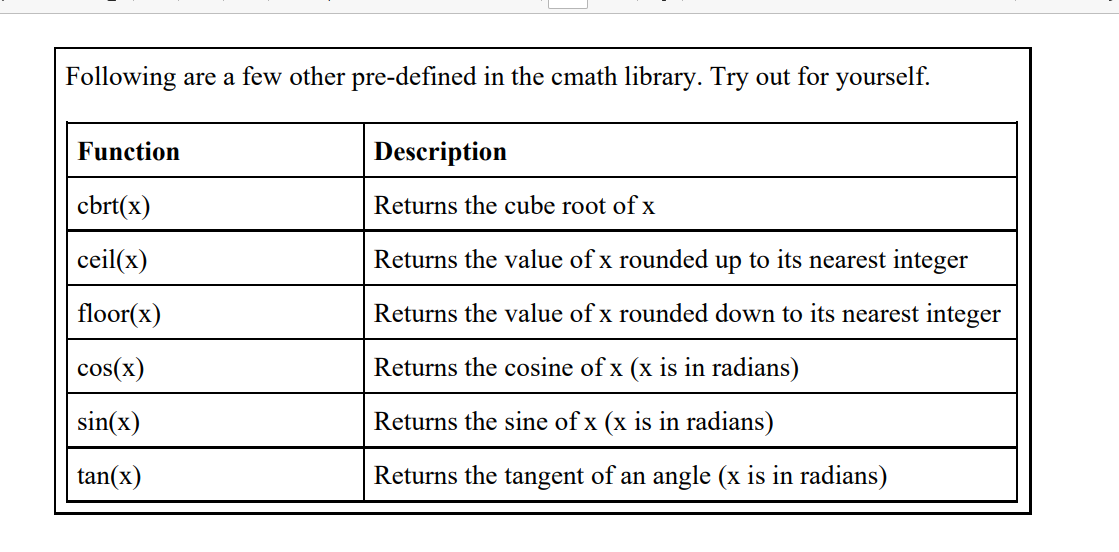 Following are a few other pre-defined in the cmath library. Try out for yourself.
Function Description
cbrt(x) Returns the cube root of x
ceil(x) Returns the value of x rounded up to its nearest integer
floor(x) Returns the value of x rounded down to its nearest integer
cos(x) Returns the cosine of x (x is in radians)
sin(x) Returns the sine of x (x is in radians)
tan(x) Returns the tangent of an angle (x is in radians)